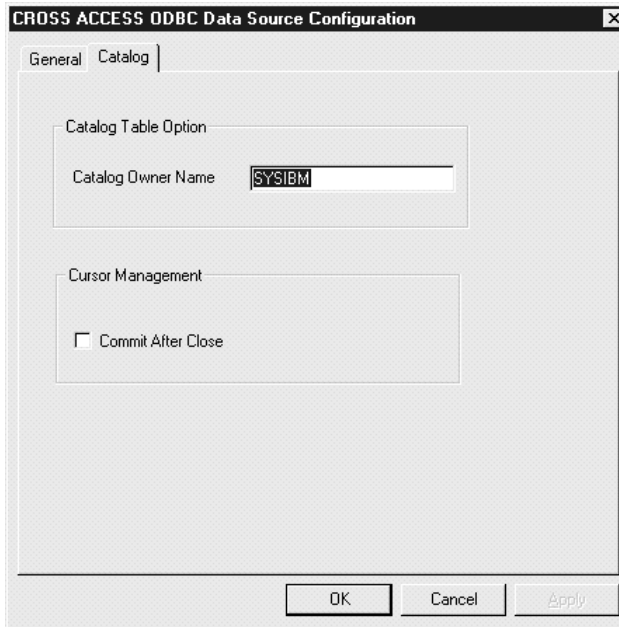 CROSS ACCESS ODBC Data Source Configuration
General Catalog
Catalog Table Option
Catalog Owner Name SYSIBM
Cursor Management
Commit After Close
OK Cancel Apply